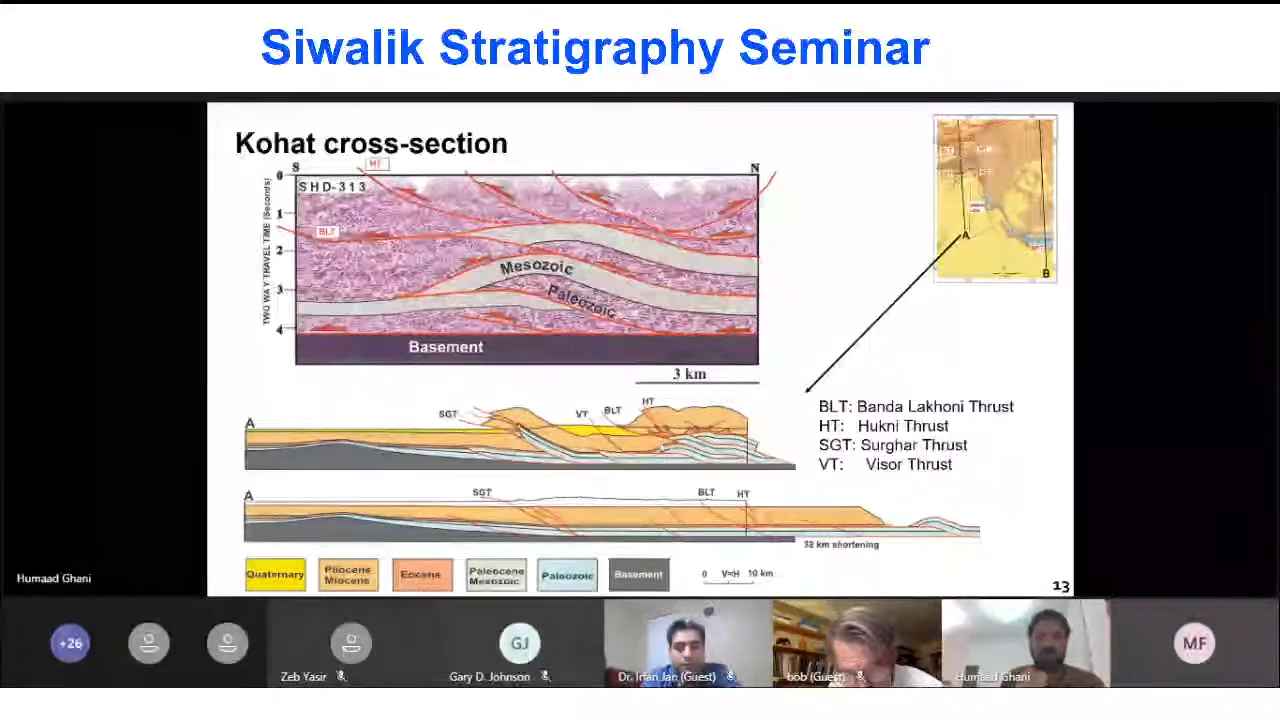 Siwalik Stratigraphy Seminar
Kohat cross-section
S
HT
N
SHD-313
0
1
2
3
4
TWO WAY TRAVEL TIME (Seconds)
BLT
Mesozoic
Paleozoic
Basement
3 km
A
B
BLT: Banda Lakhoni Thrust
HT: Hukni Thrust
SGT: Surghar Thrust
VT: Visor Thrust
A
SGT
VT
BLT
HT
A
SGT
BLT
HT
33 km shortening
Quaternary
Pliocene
Miocene
Eocene
Paleocene
Mesozoic
Paleozoic
Basement
0 V=H 10 km
13
Humaad Ghani
+26
Zeb Yasir
GJ
Gary D. Johnson
Dr. Irfan Jan (Guest)
bob (Guest)
Humaad Ghani
MF